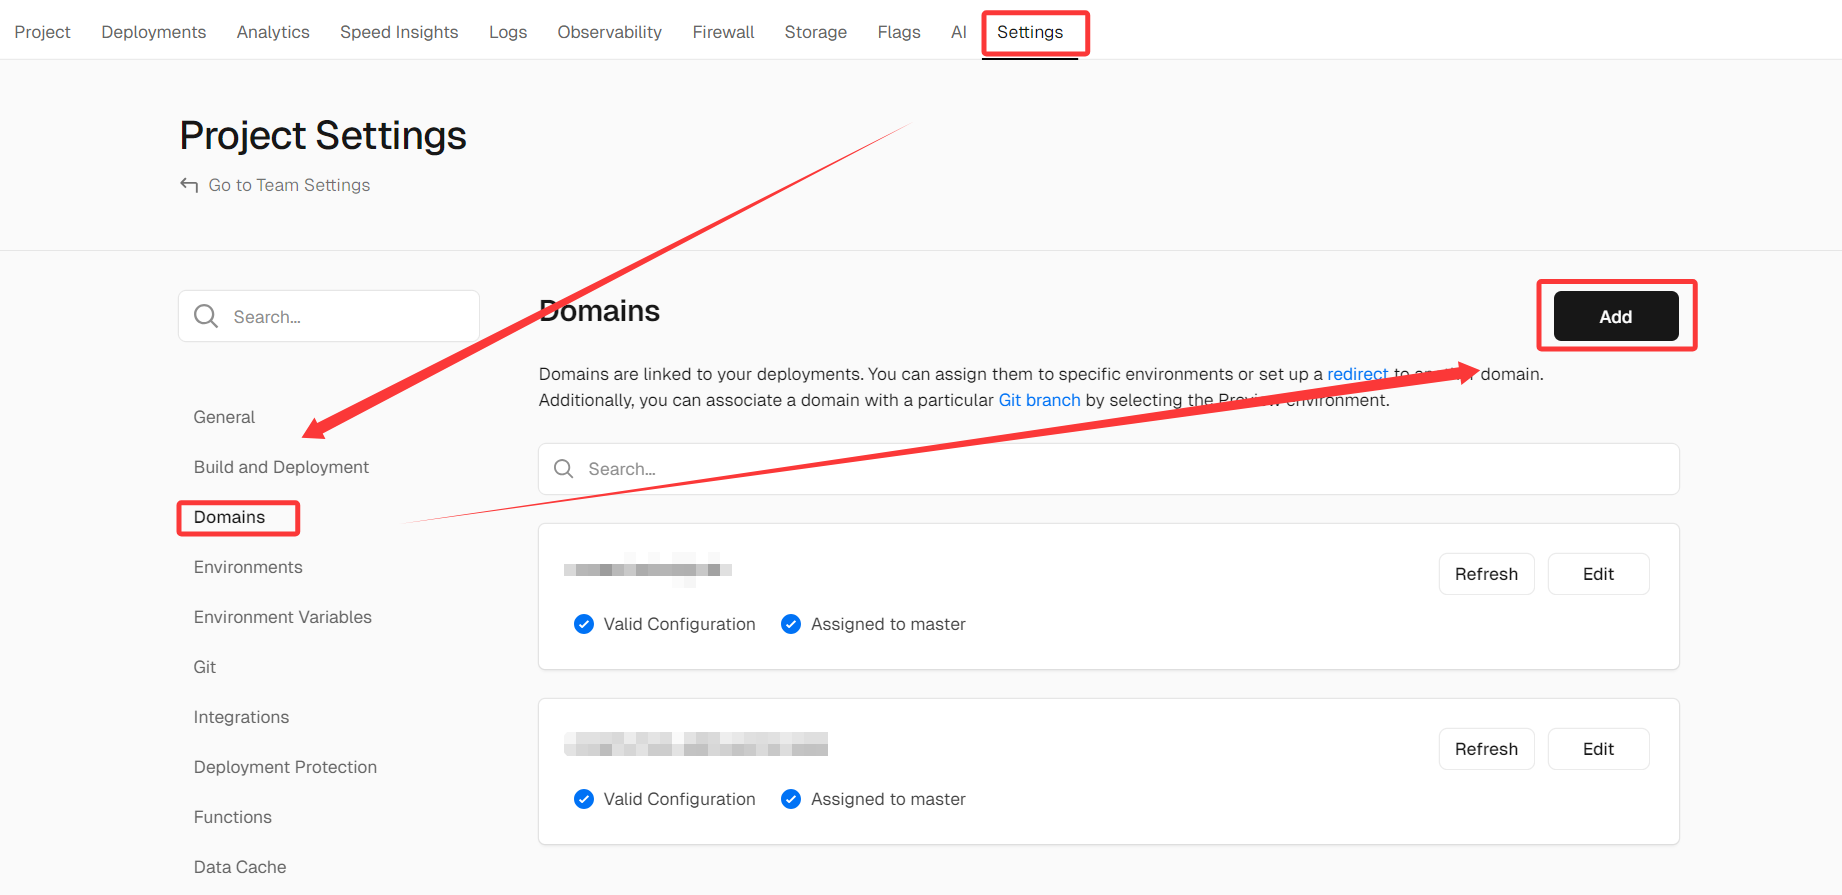 Project Deployments Analytics Speed Insights Logs Observability Firewall Storage Flags AI Settings
Project Settings
Go to Team Settings
Search...
General
Build and Deployment
Domains
Environments
Environment Variables
Git
Integrations
Deployment Protection
Functions
Data Cache
Domains
Add
Domains are linked to your deployments. You can assign them to specific environments or set up a redirect to another domain.
Additionally, you can associate a domain with a particular Git branch by selecting the Preview environment.
Search...
Refresh Edit
Valid Configuration Assigned to master
Refresh Edit
Valid Configuration Assigned to master